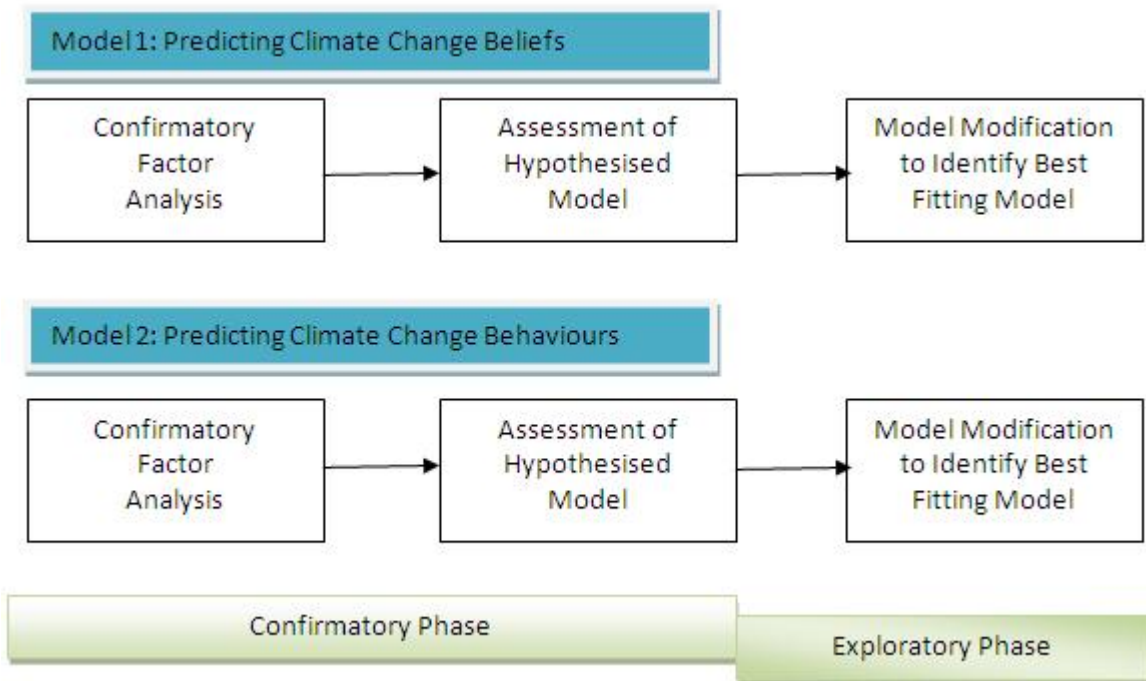 Model 1: Predicting Climate Change Beliefs
Confirmatory
Factor
Analysis
Assessment of
Hypothesised
Model
Model Modification
to Identify Best
Fitting Model
Model 2: Predicting Climate Change Behaviours
Confirmatory
Factor
Analysis
Assessment of
Hypothesised
Model
Model Modification
to Identify Best
Fitting Model
Confirmatory Phase
Exploratory Phase